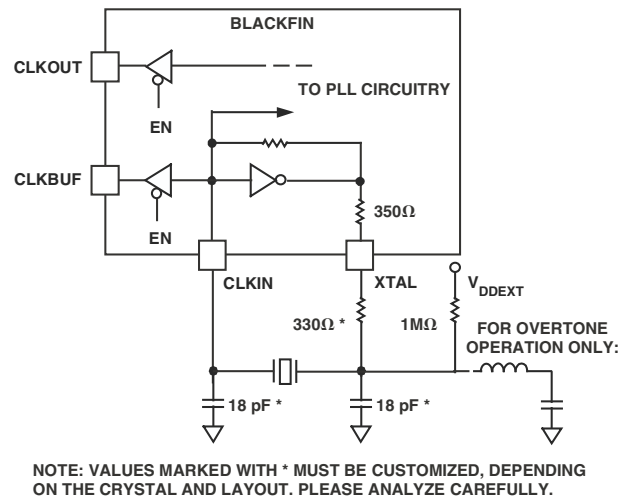 BLACKFIN
CLKOUT
TO PLL CIRCUITRY
EN
CLKBUF
350Ω
EN
CLKIN
XTAL
VDDEXT
330Ω *
1MΩ
FOR OVERTONE
OPERATION ONLY:
18 pF *
18 pF *
NOTE: VALUES MARKED WITH * MUST BE CUSTOMIZED, DEPENDING
ON THE CRYSTAL AND LAYOUT. PLEASE ANALYZE CAREFULLY.